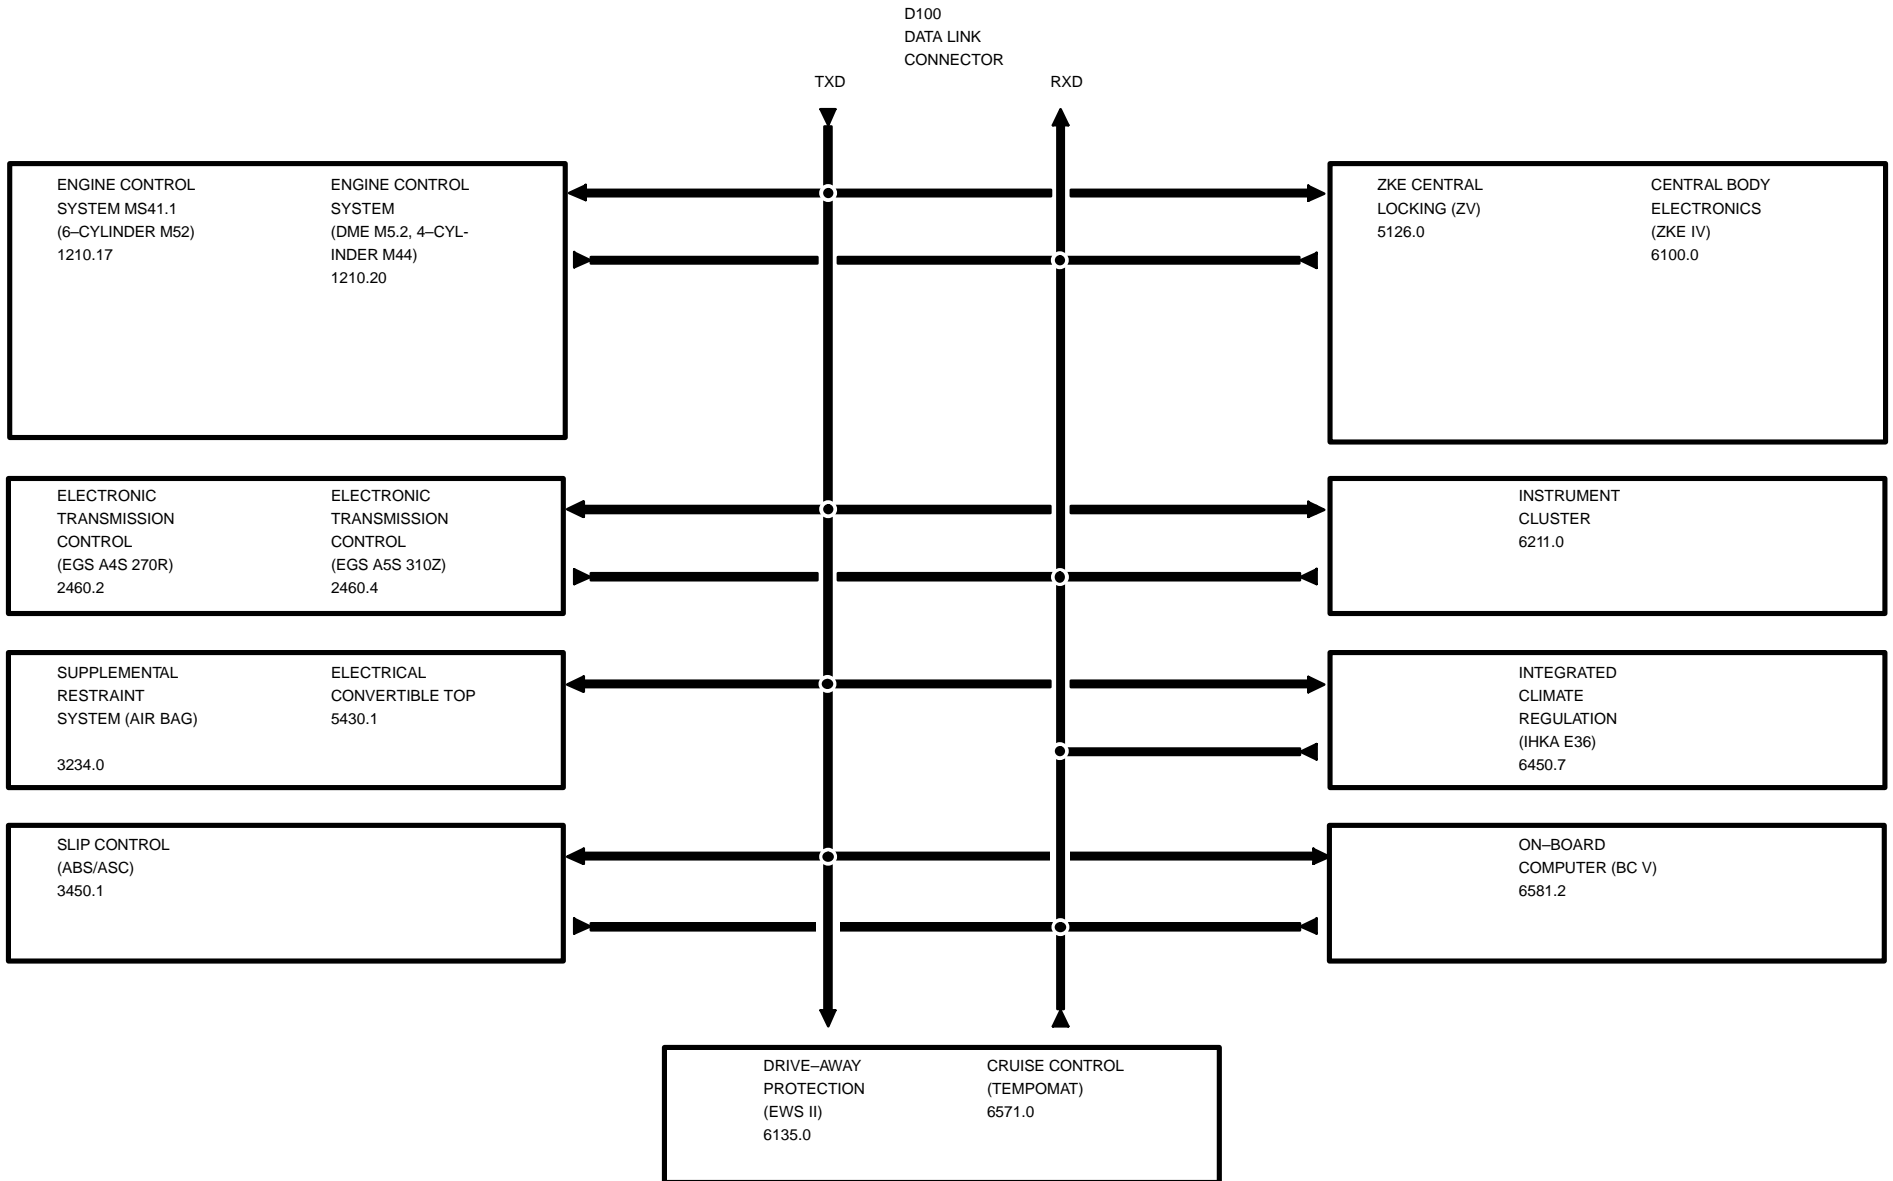 D100
DATA LINK
CONNECTOR
TXD
RXD
ENGINE CONTROL
SYSTEM MS41.1
(6–CYLINDER M52)
1210.17
ENGINE CONTROL
SYSTEM
(DME M5.2, 4–CYL-
INDER M44)
1210.20
ZKE CENTRAL
LOCKING (ZV)
5126.0
CENTRAL BODY
ELECTRONICS
(ZKE IV)
6100.0
ELECTRONIC
TRANSMISSION
CONTROL
(EGS A4S 270R)
2460.2
ELECTRONIC
TRANSMISSION
CONTROL
(EGS A5S 310Z)
2460.4
INSTRUMENT
CLUSTER
6211.0
SUPPLEMENTAL
RESTRAINT
SYSTEM (AIR BAG)
3234.0
ELECTRICAL
CONVERTIBLE TOP
5430.1
INTEGRATED
CLIMATE
REGULATION
(IHKA E36)
6450.7
SLIP CONTROL
(ABS/ASC)
3450.1
ON–BOARD
COMPUTER (BC V)
6581.2
DRIVE–AWAY
PROTECTION
(EWS II)
6135.0
CRUISE CONTROL
(TEMPOMAT)
6571.0